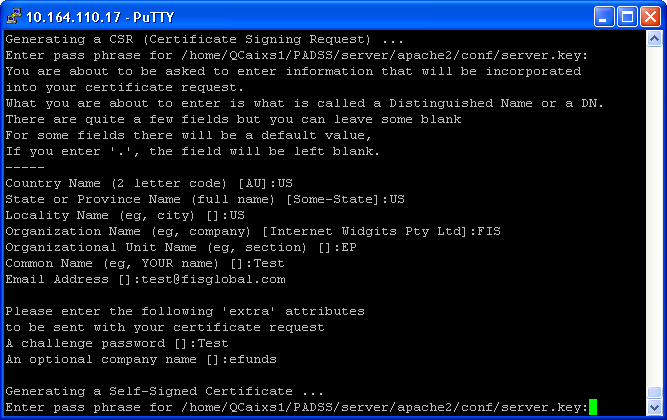 10.164.110.17 - PuTTY
Generating a CSR (Certificate Signing Request) ...
Enter pass phrase for /home/QCaixs1/PADSS/server/apache2/conf/server.key:
You are about to be asked to enter information that will be incorporated
into your certificate request.
What you are about to enter is what is called a Distinguished Name or a DN.
There are quite a few fields but you can leave some blank
For some fields there will be a default value,
If you enter '.', the field will be left blank.
-----
Country Name (2 letter code) [AU]:US
State or Province Name (full name) [Some-State]:US
Locality Name (eg, city) []:US
Organization Name (eg, company) [Internet Widgits Pty Ltd]:FIS
Organizational Unit Name (eg, section) []:EP
Common Name (eg, YOUR name) []:Test
Email Address []:test@fisglobal.com
Please enter the following 'extra' attributes
to be sent with your certificate request
A challenge password []:Test
An optional company name []:efunds
Generating a Self-Signed Certificate ...
Enter pass phrase for /home/QCaixs1/PADSS/server/apache2/conf/server.key: